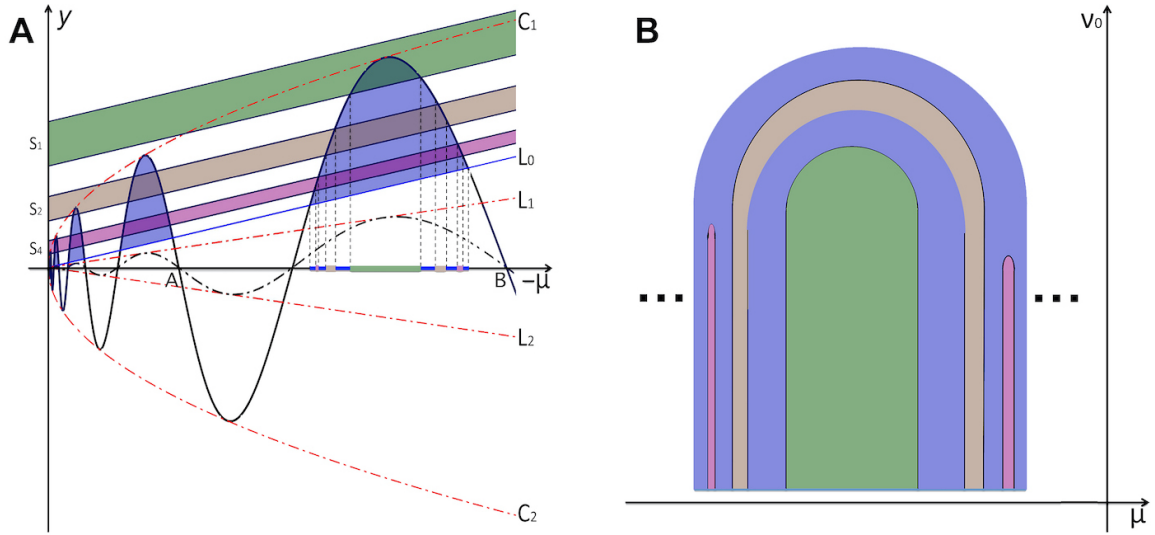 A
y
C₁
S₁
S₂
S₄
L₀
L₁
A
B
−μ
L₂
C₂
B
ν₀
μ